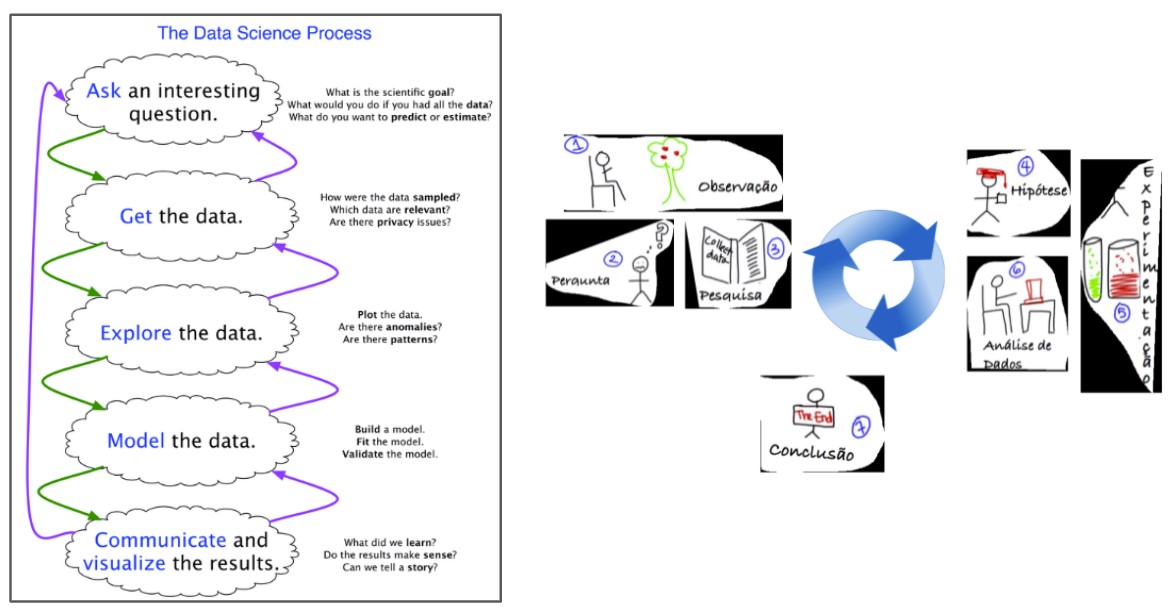 The Data Science Process
Ask an interesting
question.
What is the scientific goal?
What would you do if you had all the data?
What do you want to predict or estimate?
Get the data.
How were the data sampled?
Which data are relevant?
Are there privacy issues?
Explore the data.
Plot the data.
Are there anomalies?
Are there patterns?
Model the data.
Build a model.
Fit the model.
Validate the model.
Communicate and
visualize the results.
What did we learn?
Do the results make sense?
Can we tell a story?
1
Observação
2
?
Pergunta
3
Collect
data
Pesquisa
4
Hipótese
Experimentação
5
6
Análise de
Dados
7
The End
Conclusão